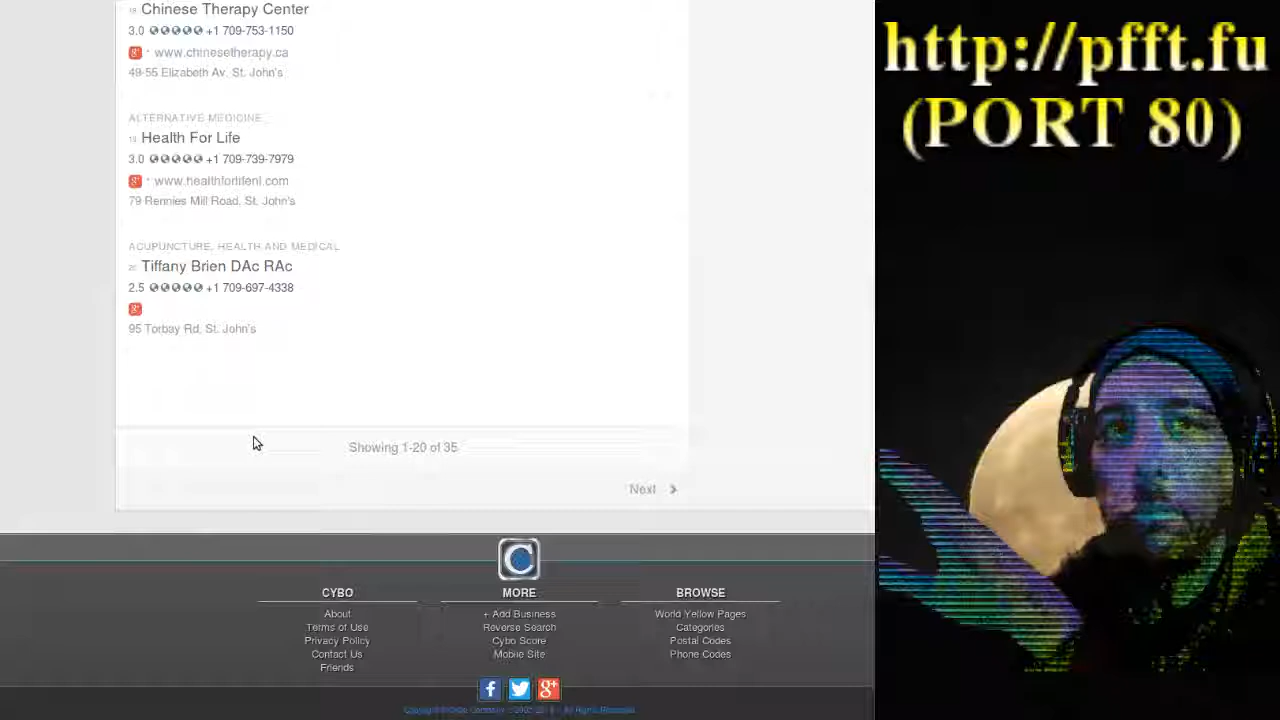 Chinese Therapy Center
3.0 +1 709-753-1150
www.chinesetherapy.ca
49-55 Elizabeth Av, St. John's
ALTERNATIVE MEDICINE
19 Health For Life
3.0 +1 709-739-7979
www.healthforlifenl.com
79 Rennies Mill Road, St. John's
ACUPUNCTURE, HEALTH AND MEDICAL
20 Tiffany Brien DAc RAc
2.5 +1 709-697-4338
95 Torbay Rd, St. John's
Showing 1-20 of 35
Next
CYBO
About
Terms of Use
Privacy Policy
Contact Us
Friends
MORE
+ Add Business
Reverse Search
Cybo Score
Mobile Site
BROWSE
World Yellow Pages
Categories
Postal Codes
Phone Codes
All Rights Reserved
http://pfft.fu
(PORT 80)